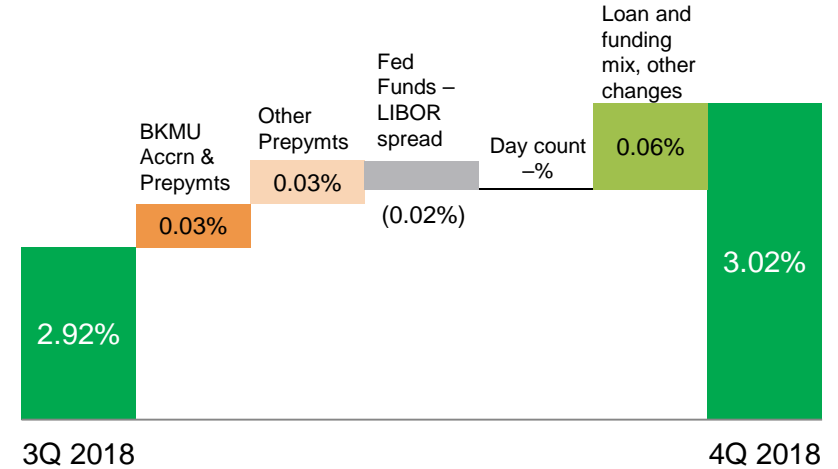 2.92%
BKMU
Accrn &
Prepymts
0.03%
Other
Prepymts
0.03%
Fed
Funds –
LIBOR
spread
(0.02%)
Day count
–%
Loan and
funding
mix, other
changes
0.06%
3.02%
3Q 2018
4Q 2018